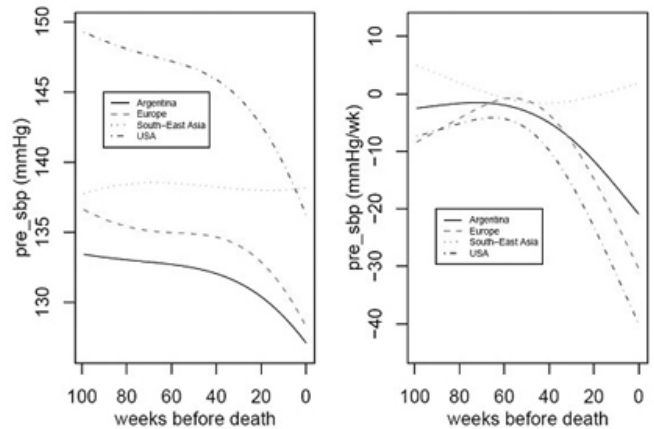 pre_sbp (mmHg)
150
145
140
135
130
Argentina
Europe
South-East Asia
USA
100 80 60 40 20 0
weeks before death
pre_sbp (mmHg/wk)
10
0
-10
-20
-30
-40
Argentina
Europe
South-East Asia
USA
100 80 60 40 20 0
weeks before death